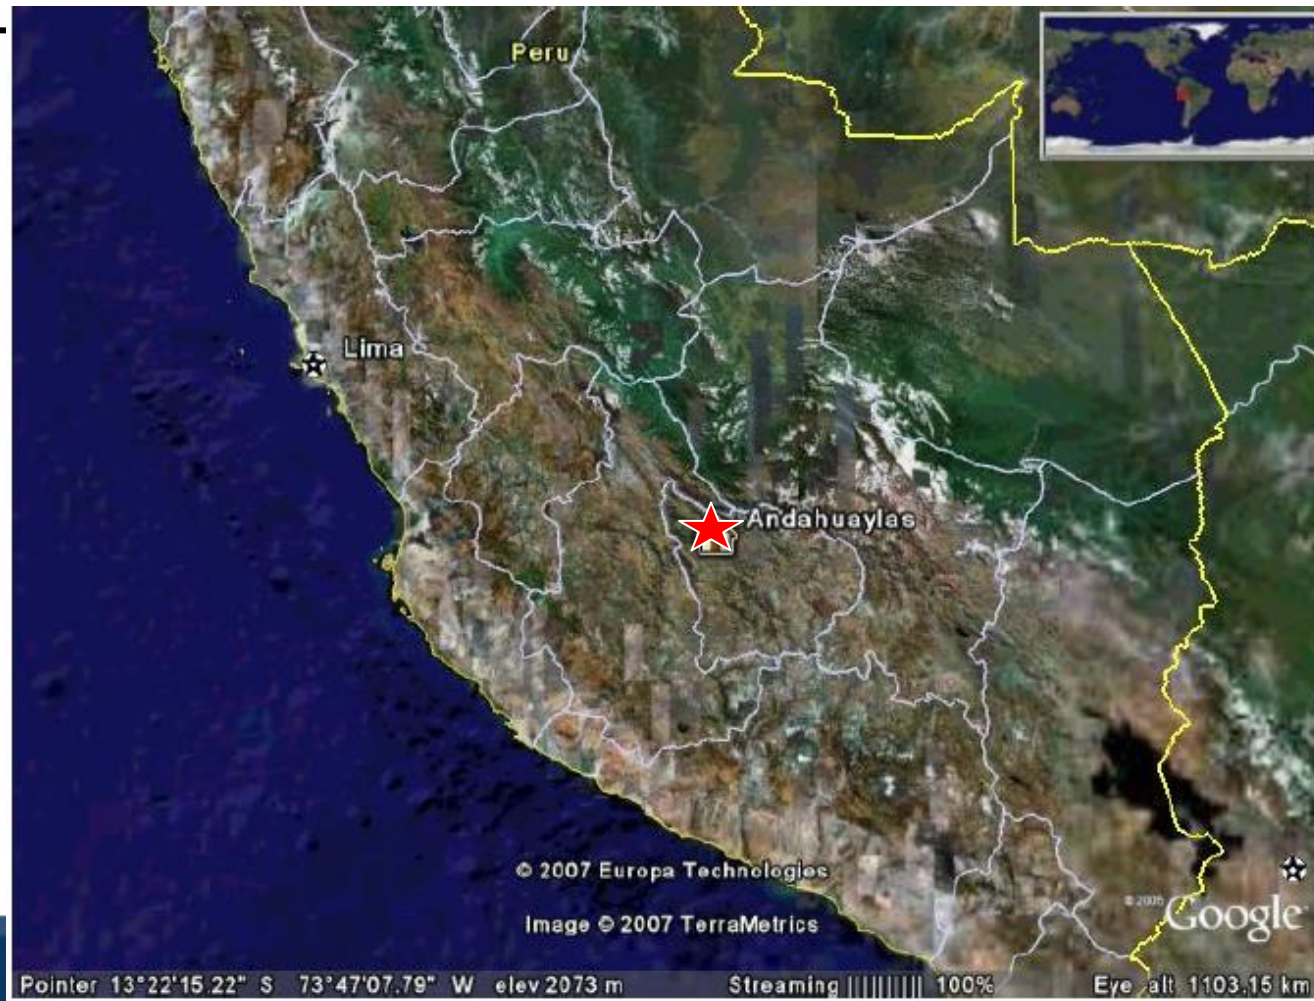 Peru
Lima
Andahuaylas
© 2007 Europa Technologies
Image © 2007 TerraMetrics
© 2005
Google
Pointer 13°22'15.22" S 73°47'07.79" W elev 2073 m Streaming |||||||||| 100% Eye alt 1103.15 km